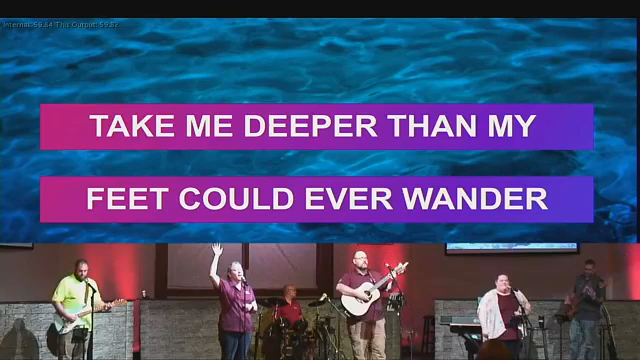 Internal: 59.84 This Output: 59.82
TAKE ME DEEPER THAN MY
FEET COULD EVER WANDER